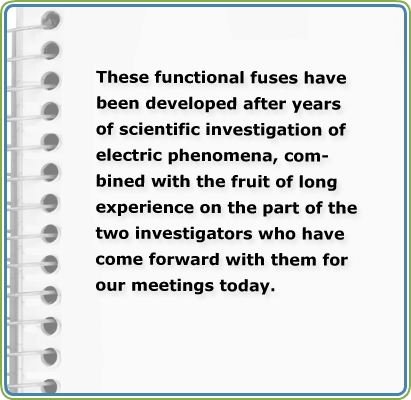 These functional fuses have
been developed after years
of scientific investigation of
electric phenomena, com-
bined with the fruit of long
experience on the part of the
two investigators who have
come forward with them for
our meetings today.